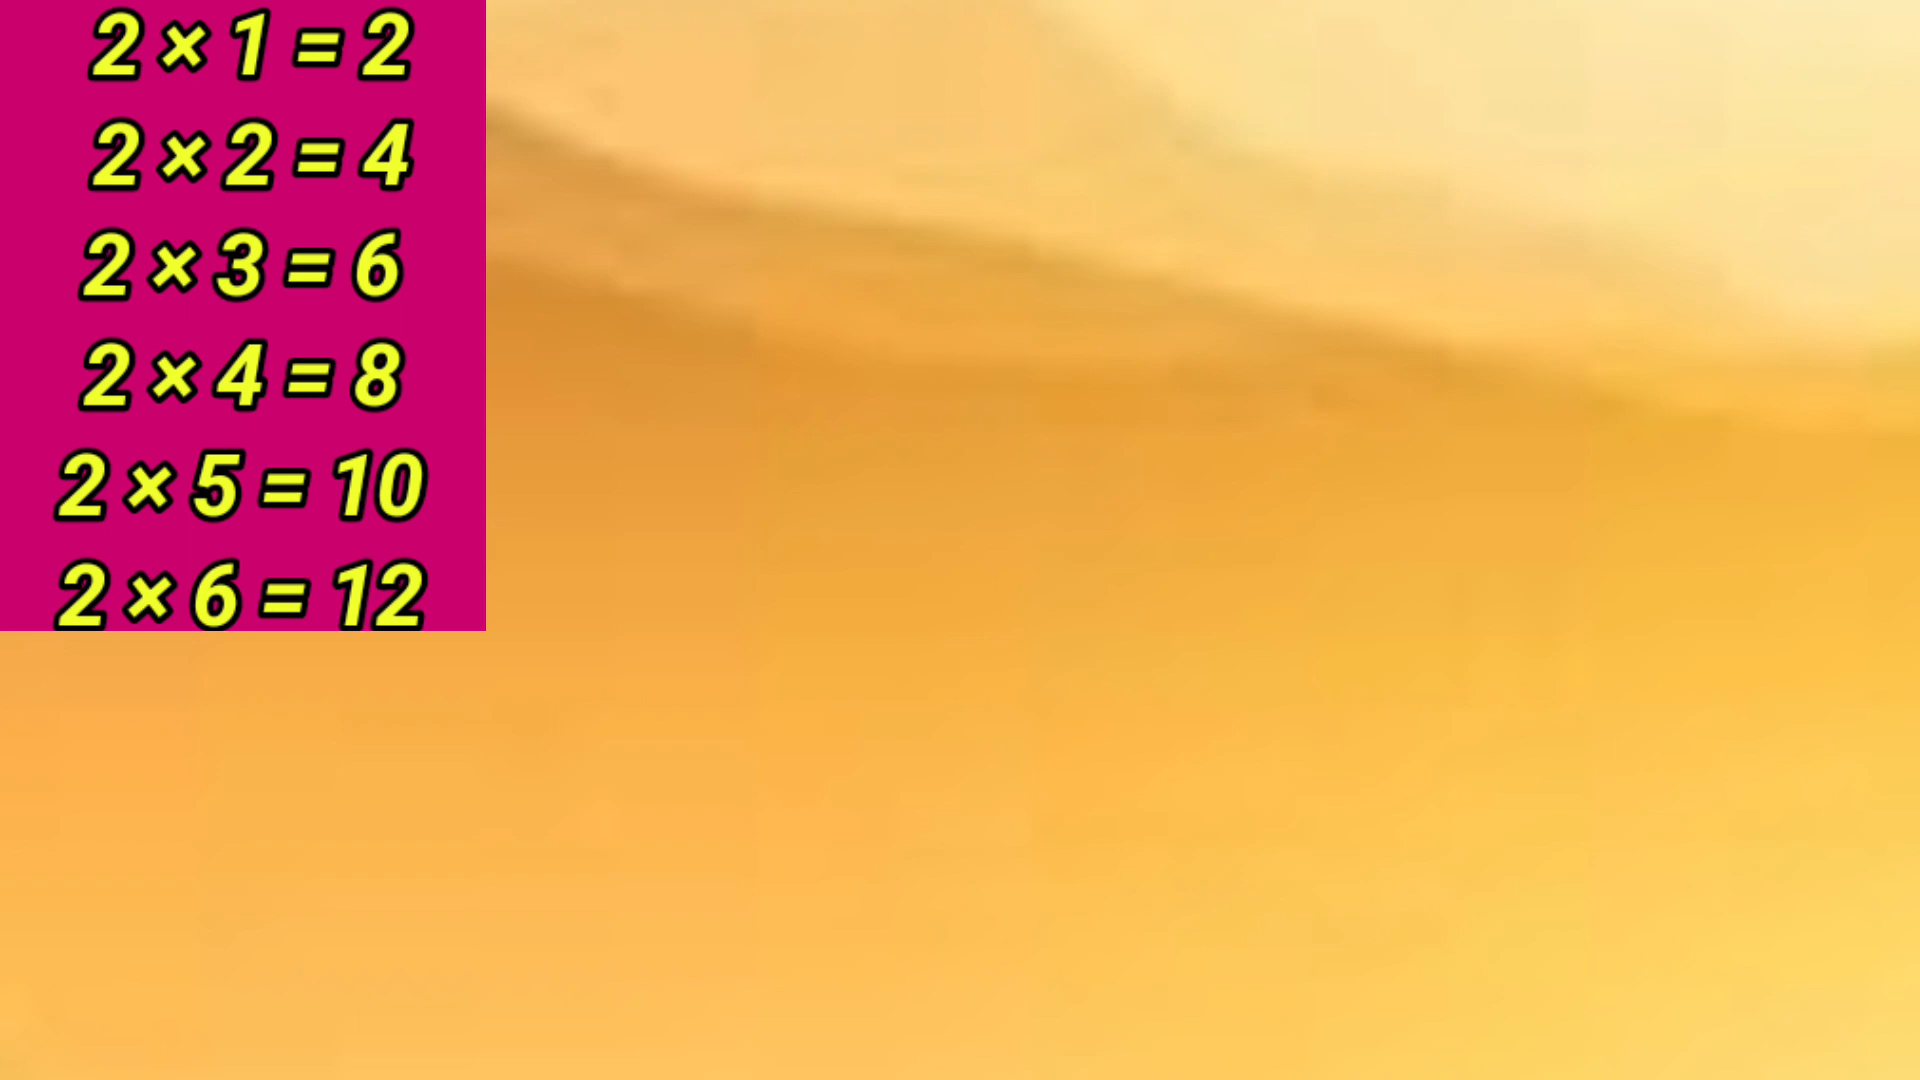 2 × 1 = 2
2 × 2 = 4
2 × 3 = 6
2 × 4 = 8
2 × 5 = 10
2 × 6 = 12